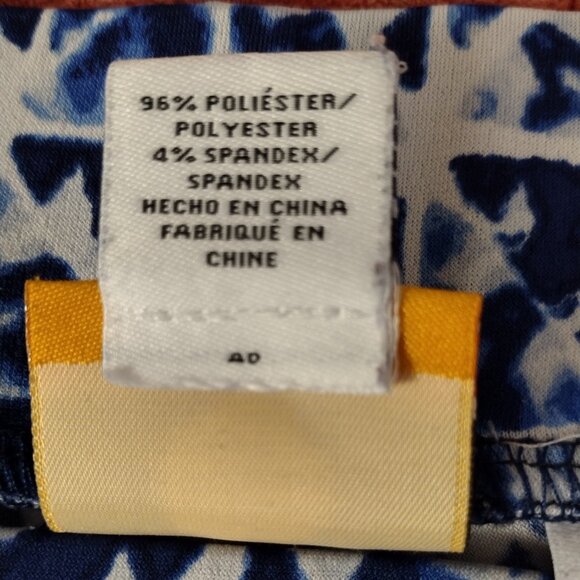 96% POLIÉSTER/
POLYESTER
4% SPANDEX/
SPANDEX
HECHO EN CHINA
FABRIQUÉ EN
CHINE